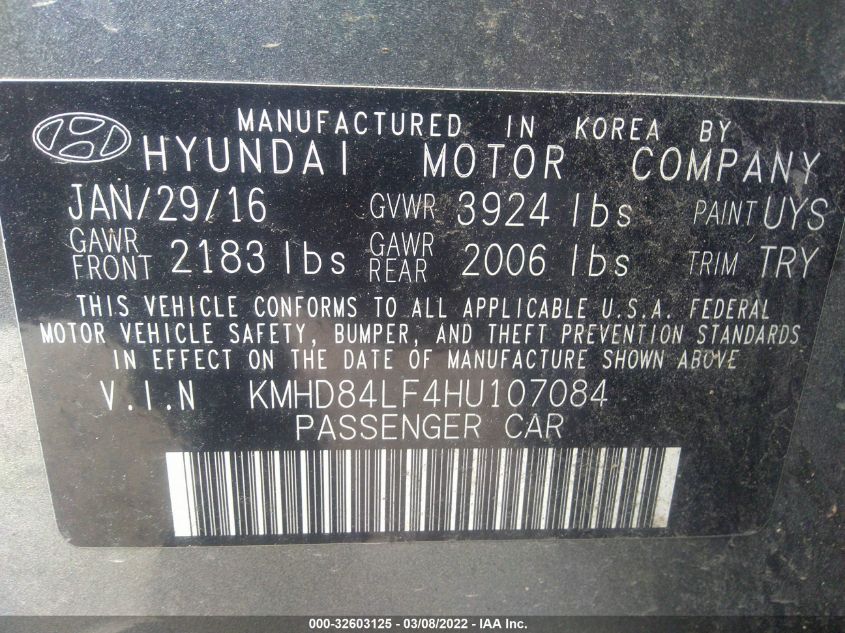 MANUFACTURED IN KOREA BY
HYUNDAI MOTOR COMPANY
JAN/29/16 GVWR 3924 lbs PAINT UYS
GAWR FRONT 2183 lbs GAWR REAR 2006 lbs TRIM TRY
THIS VEHICLE CONFORMS TO ALL APPLICABLE U.S.A. FEDERAL
MOTOR VEHICLE SAFETY, BUMPER, AND THEFT PREVENTION STANDARDS
IN EFFECT ON THE DATE OF MANUFACTURE SHOWN ABOVE
V.I.N KMHD84LF4HU107084
PASSENGER CAR
000-32603125 - 03/08/2022 - IAA Inc.